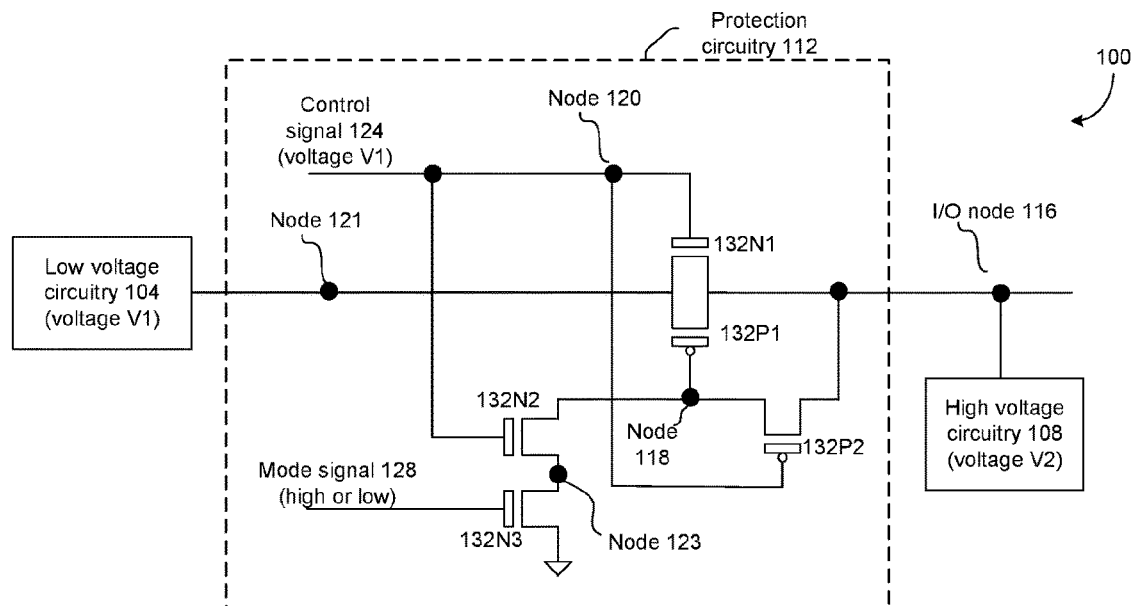 Protection
circuitry 112
100
Node 120
Control
signal 124
(voltage V1)
I/O node 116
Node 121
132N1
Low voltage
circuitry 104
(voltage V1)
132P1
132N2
Node
118
132P2
High voltage
circuitry 108
(voltage V2)
Mode signal 128
(high or low)
132N3
Node 123